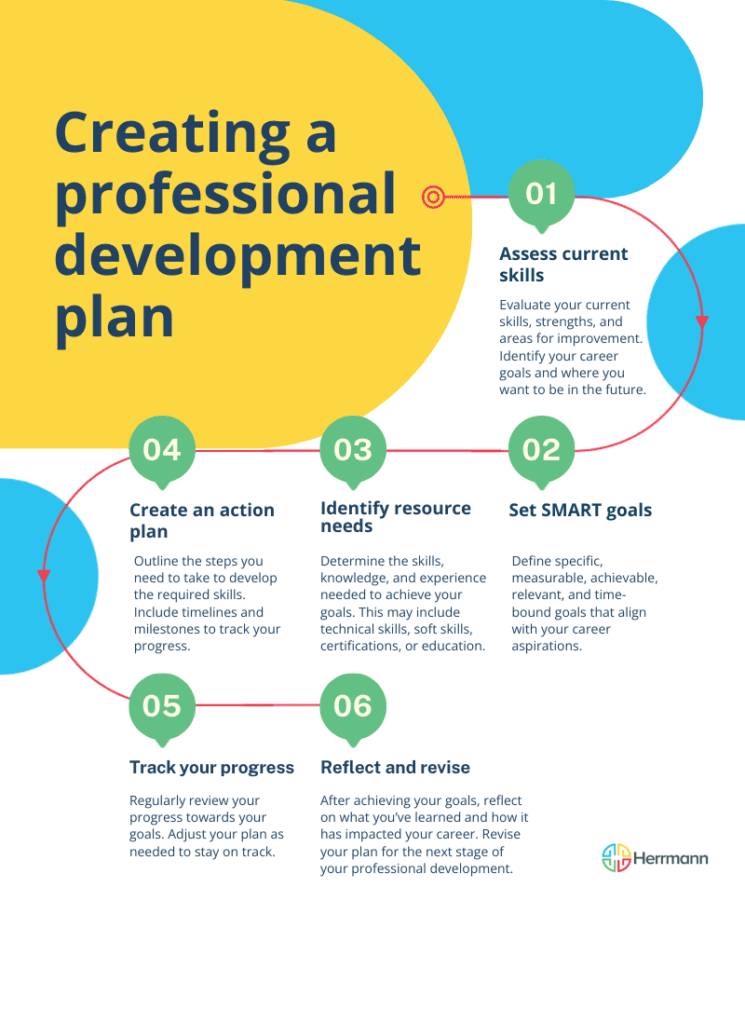 Creating a
professional
development
plan
01
Assess current
skills
Evaluate your current
skills, strengths, and
areas for improvement.
Identify your career
goals and where you
want to be in the future.
02
Set SMART goals
Define specific,
measurable, achievable,
relevant, and time-
bound goals that align
with your career
aspirations.
03
Identify resource
needs
Determine the skills,
knowledge, and experience
needed to achieve your
goals. This may include
technical skills, soft skills,
certifications, or education.
04
Create an action
plan
Outline the steps you
need to take to develop
the required skills.
Include timelines and
milestones to track your
progress.
05
Track your progress
Regularly review your
progress towards your
goals. Adjust your plan as
needed to stay on track.
06
Reflect and revise
After achieving your goals, reflect
on what you’ve learned and how it
has impacted your career. Revise
your plan for the next stage of
your professional development.
Herrmann